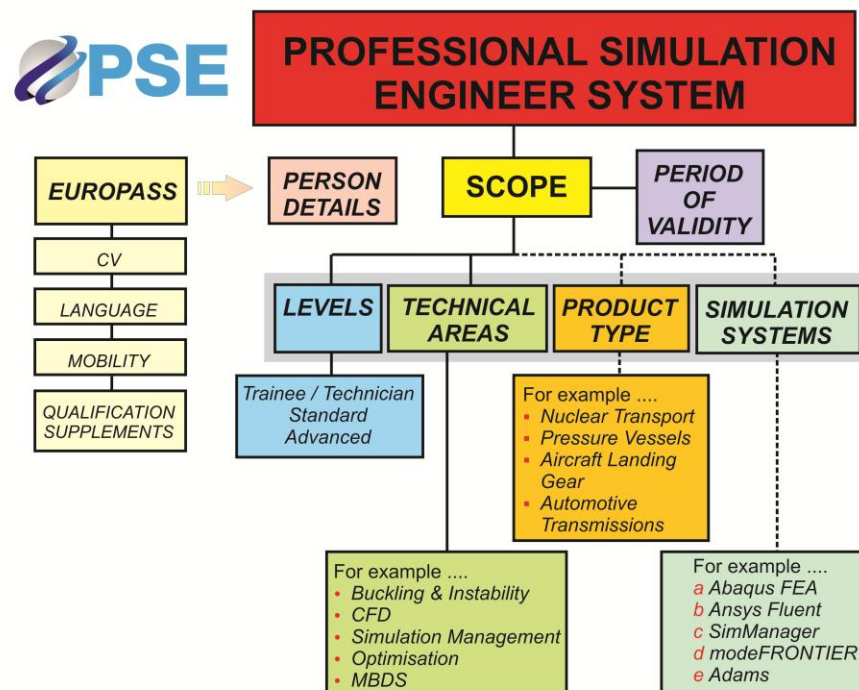 PSE
PROFESSIONAL SIMULATION
ENGINEER SYSTEM
EUROPASS
CV
LANGUAGE
MOBILITY
QUALIFICATION
SUPPLEMENTS
PERSON
DETAILS
SCOPE
PERIOD
OF
VALIDITY
LEVELS
TECHNICAL
AREAS
PRODUCT
TYPE
SIMULATION
SYSTEMS
Trainee / Technician
Standard
Advanced
For example ....
Nuclear Transport
Pressure Vessels
Aircraft Landing
Gear
Automotive
Transmissions
For example ....
Buckling & Instability
CFD
Simulation Management
Optimisation
MBDS
For example ....
a Abaqus FEA
b Ansys Fluent
c SimManager
d modeFRONTIER
e Adams